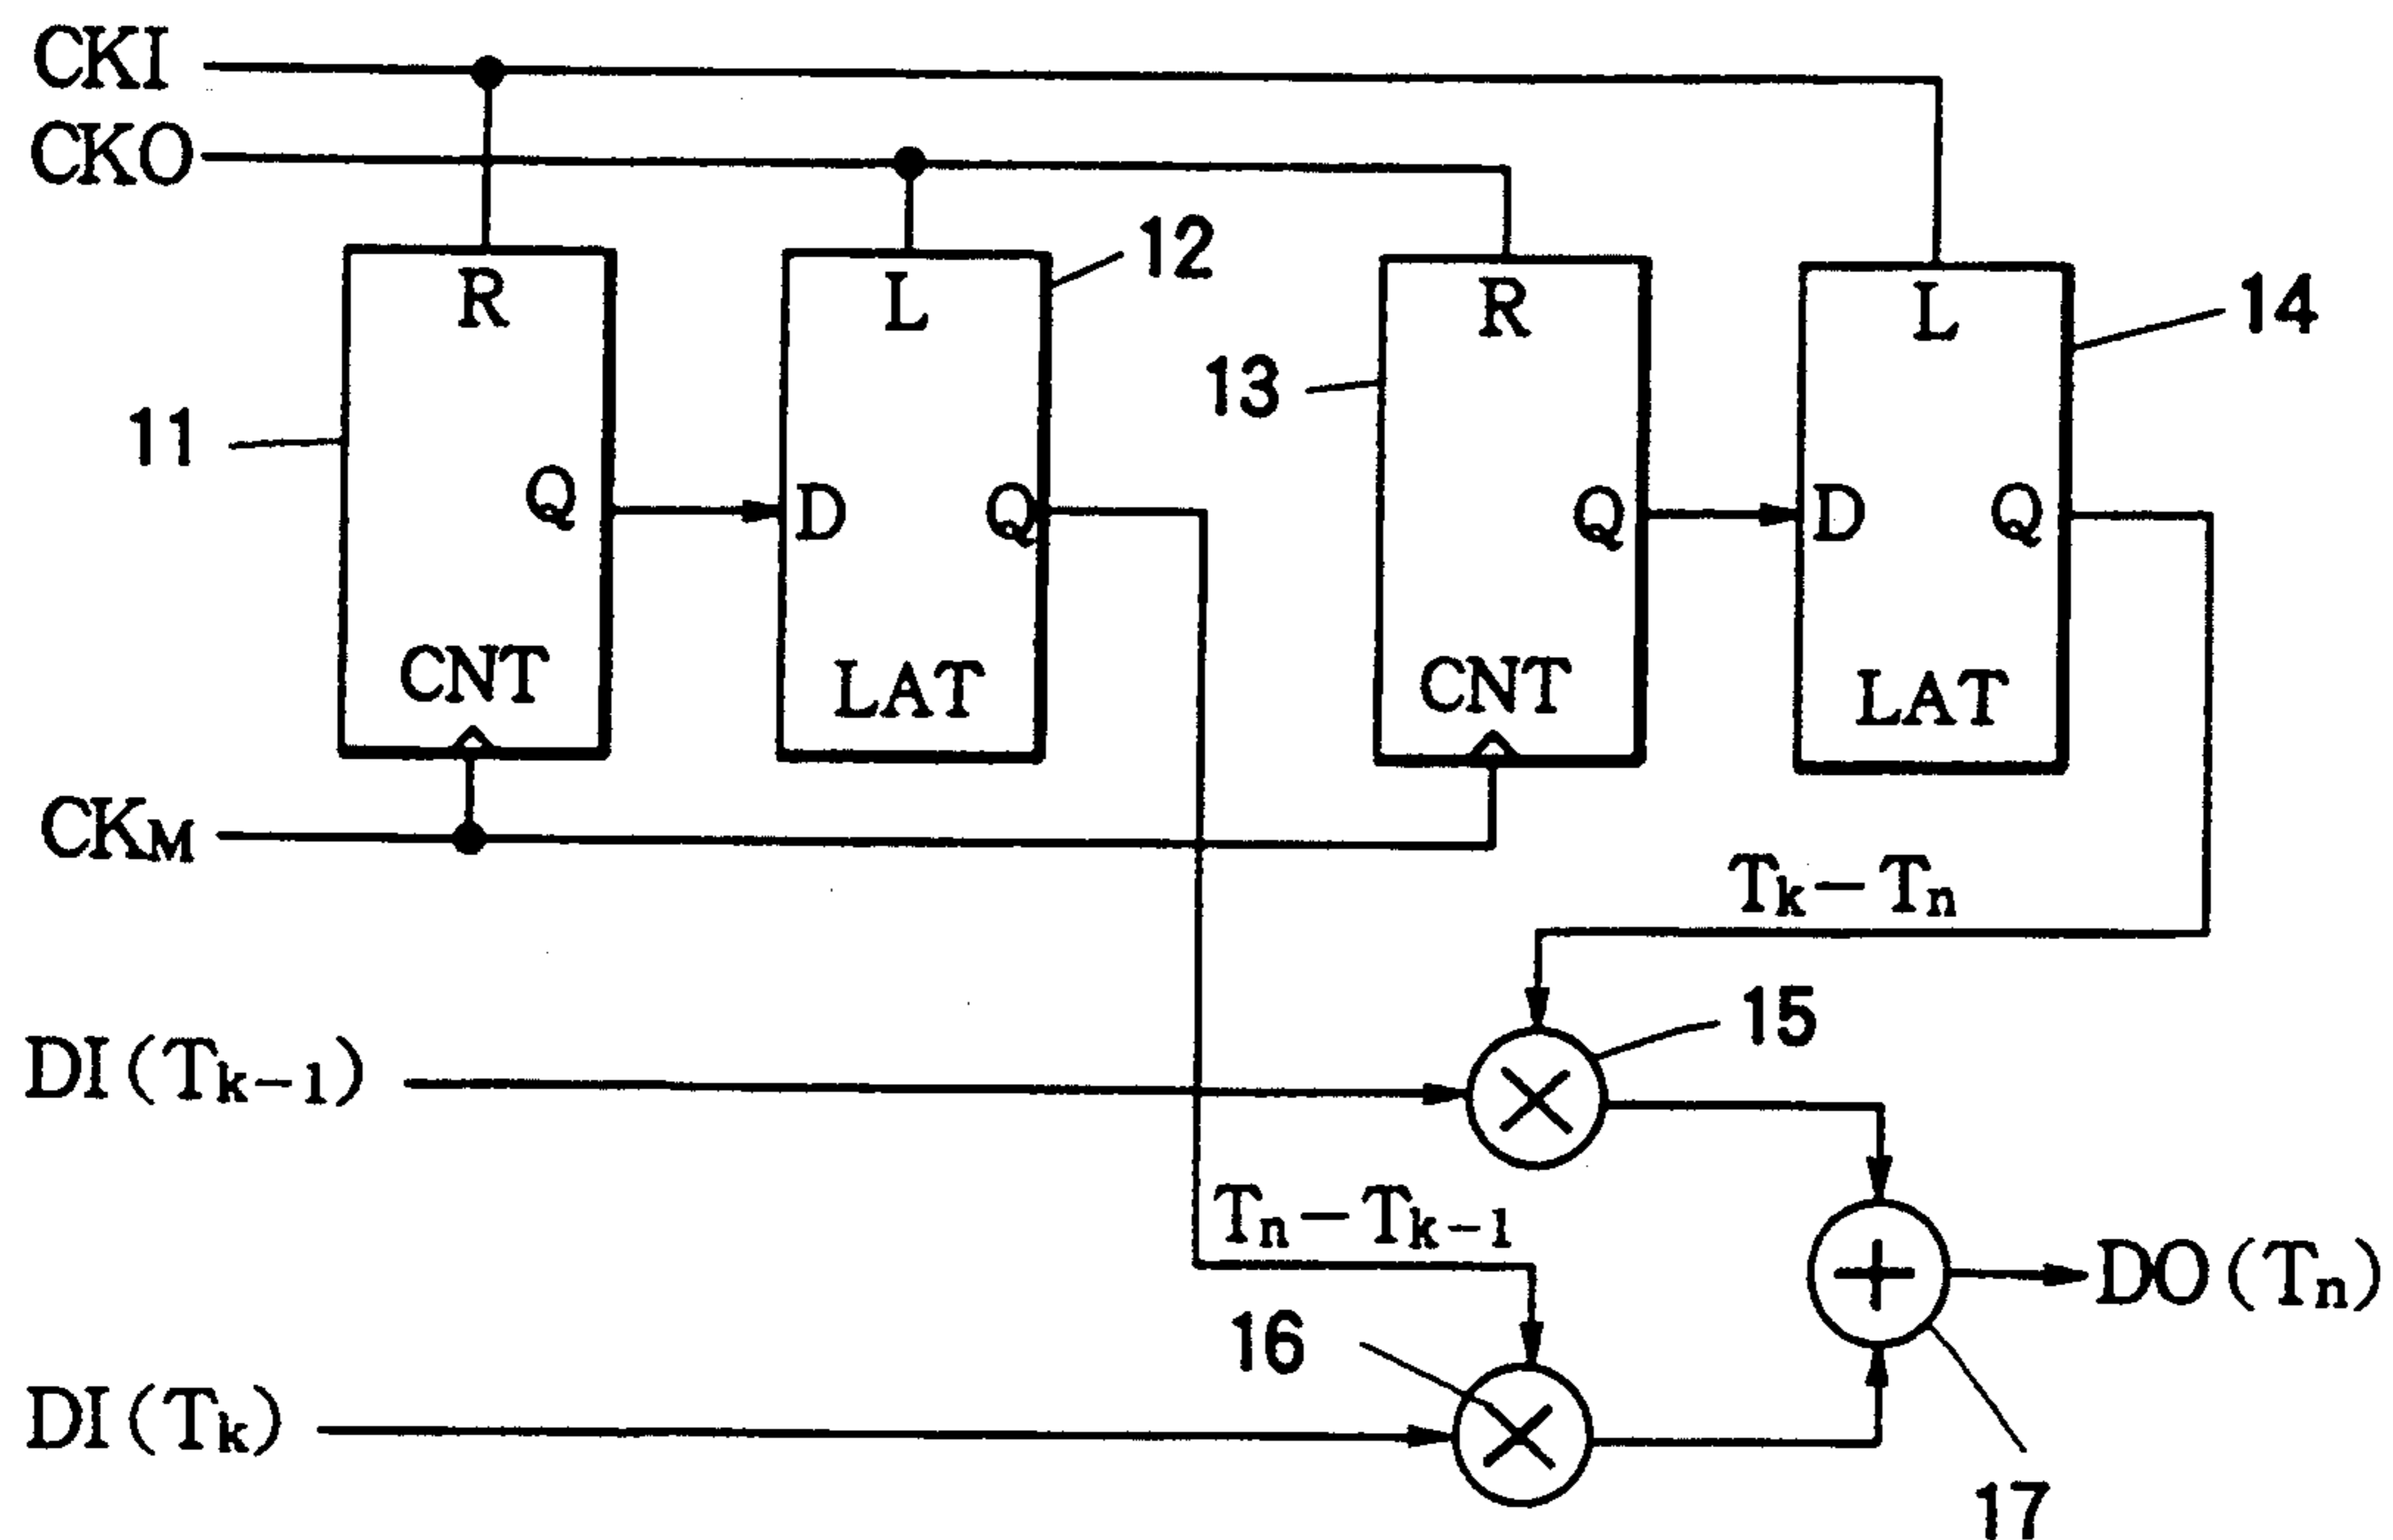 CKI
CKO
12
R
L
R
L
14
13
11
Q
D
Q
Q
D
Q
CNT
LAT
CNT
LAT
CKM
Tk−Tn
15
DI(Tk−1)
Tn−Tk−1
DO(Tn)
16
DI(Tk)
17